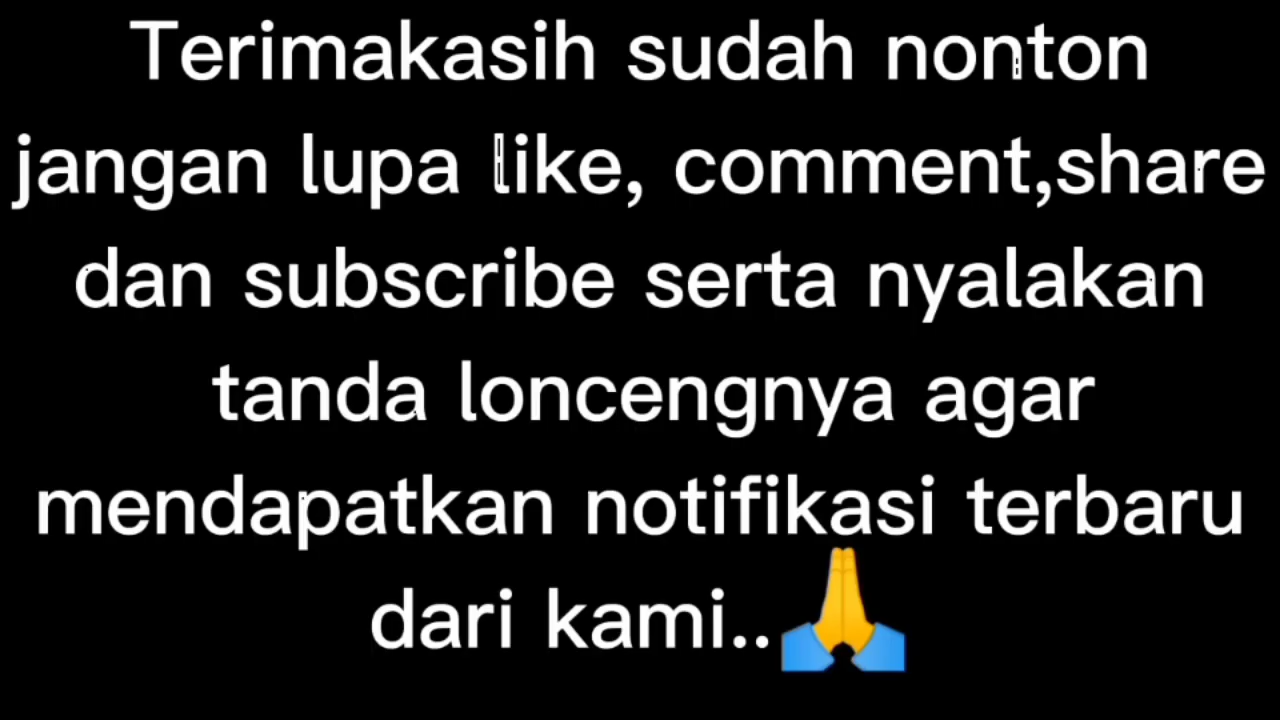 Terimakasih sudah nonton
jangan lupa like, comment,share
dan subscribe serta nyalakan
tanda loncengnya agar
mendapatkan notifikasi terbaru
dari kami..🙏